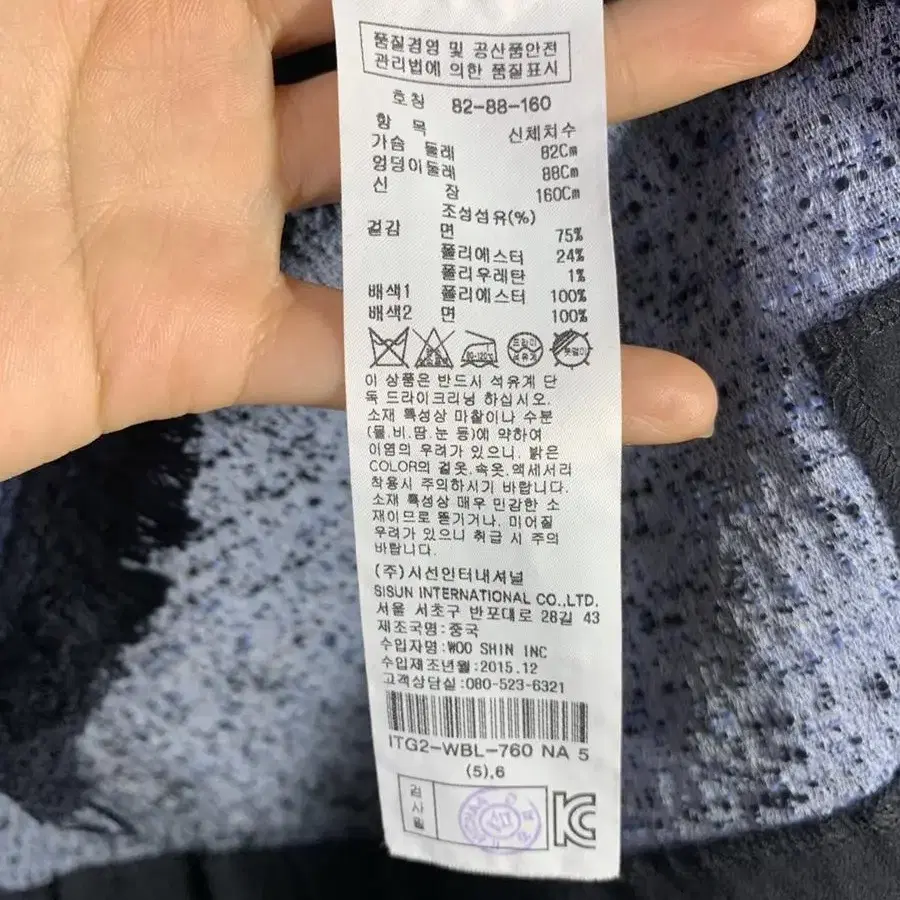 품질경영 및 공산품안전
관리법에 의한 품질표시
호칭 82-88-160
항 목 신체치수
가슴 둘레 82Cm
엉덩이둘레 88Cm
신 장 160Cm
조성섬유(%)
겉감 면 75%
폴리에스터 24%
폴리우레탄 1%
배색1 폴리에스터 100%
배색2 면 100%
80-120℃ 드라이 석유계
이 상품은 반드시 석유계 단
독 드라이크리닝 하십시오.
소재 특성상 마찰이나 수분
(물.비.땀.눈 등)에 약하여
이염의 우려가 있으니, 밝은
COLOR의 겉옷.속옷.액세서리
착용시 주의하시기 바랍니다.
소재 특성상 매우 민감한 소
재이므로 뜯기거나, 미어질
우려가 있으니 취급 시 주의
바랍니다.
(주)시선인터내셔널
SISUN INTERNATIONAL CO.,LTD.
서울 서초구 반포대로 28길 43
제조국명:중국
수입자명:WOO SHIN INC
수입제조년월:2015.12
고객상담실:080-523-6321
ITG2-WBL-760 NA 5
(5),6
검사필